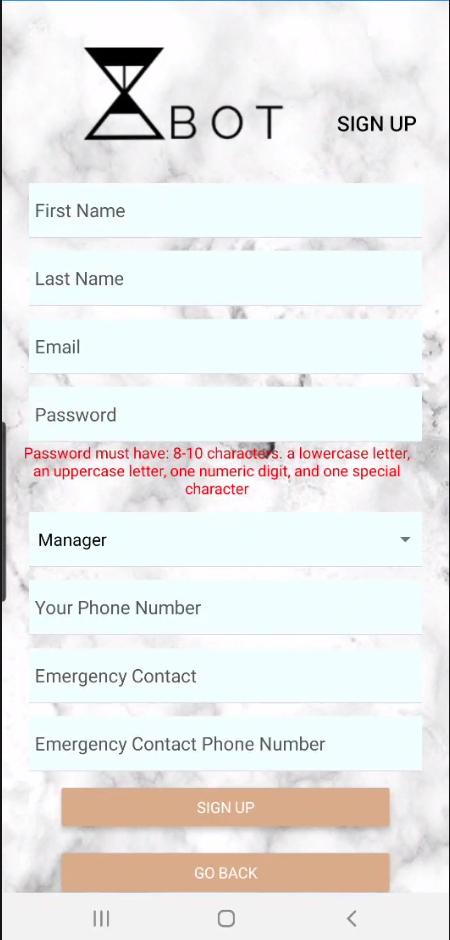 BOT
SIGN UP
First Name
Last Name
Email
Password
Password must have: 8-10 characters. a lowercase letter,
an uppercase letter, one numeric digit, and one special
character
Manager
Your Phone Number
Emergency Contact
Emergency Contact Phone Number
SIGN UP
GO BACK